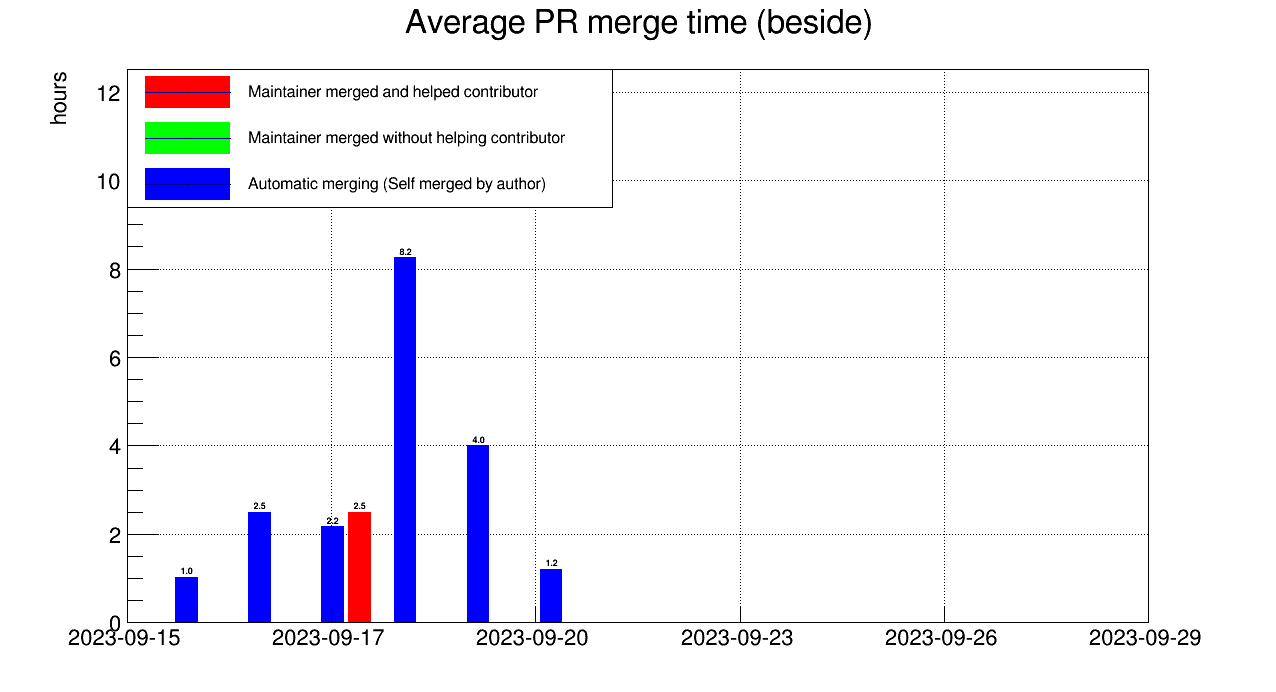 Average PR merge time (beside)
hours
12
10
8
6
4
2
0
Maintainer merged and helped contributor
Maintainer merged without helping contributor
Automatic merging (Self merged by author)
1.0
2.5
2.2
2.5
8.2
4.0
1.2
2023-09-15 2023-09-17 2023-09-20 2023-09-23 2023-09-26 2023-09-29